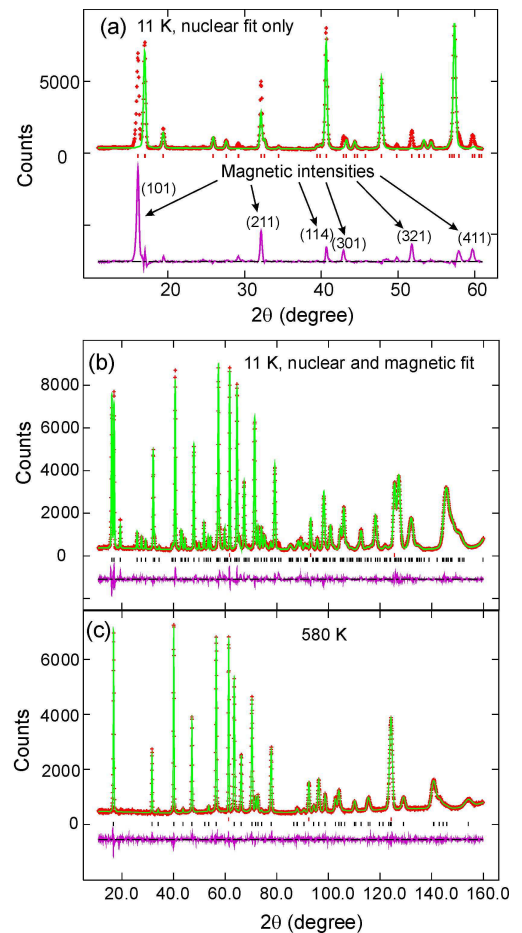 (a) 11 K, nuclear fit only
5000
0
Counts
Magnetic intensities
(101)
(211)
(114)
(301)
(321)
(411)
20 30 40 50 60
2θ (degree)
(b) 11 K, nuclear and magnetic fit
8000
6000
4000
2000
0
Counts
(c) 580 K
6000
4000
2000
0
Counts
20.0 40.0 60.0 80.0 100.0 120.0 140.0 160.0
2θ (degree)